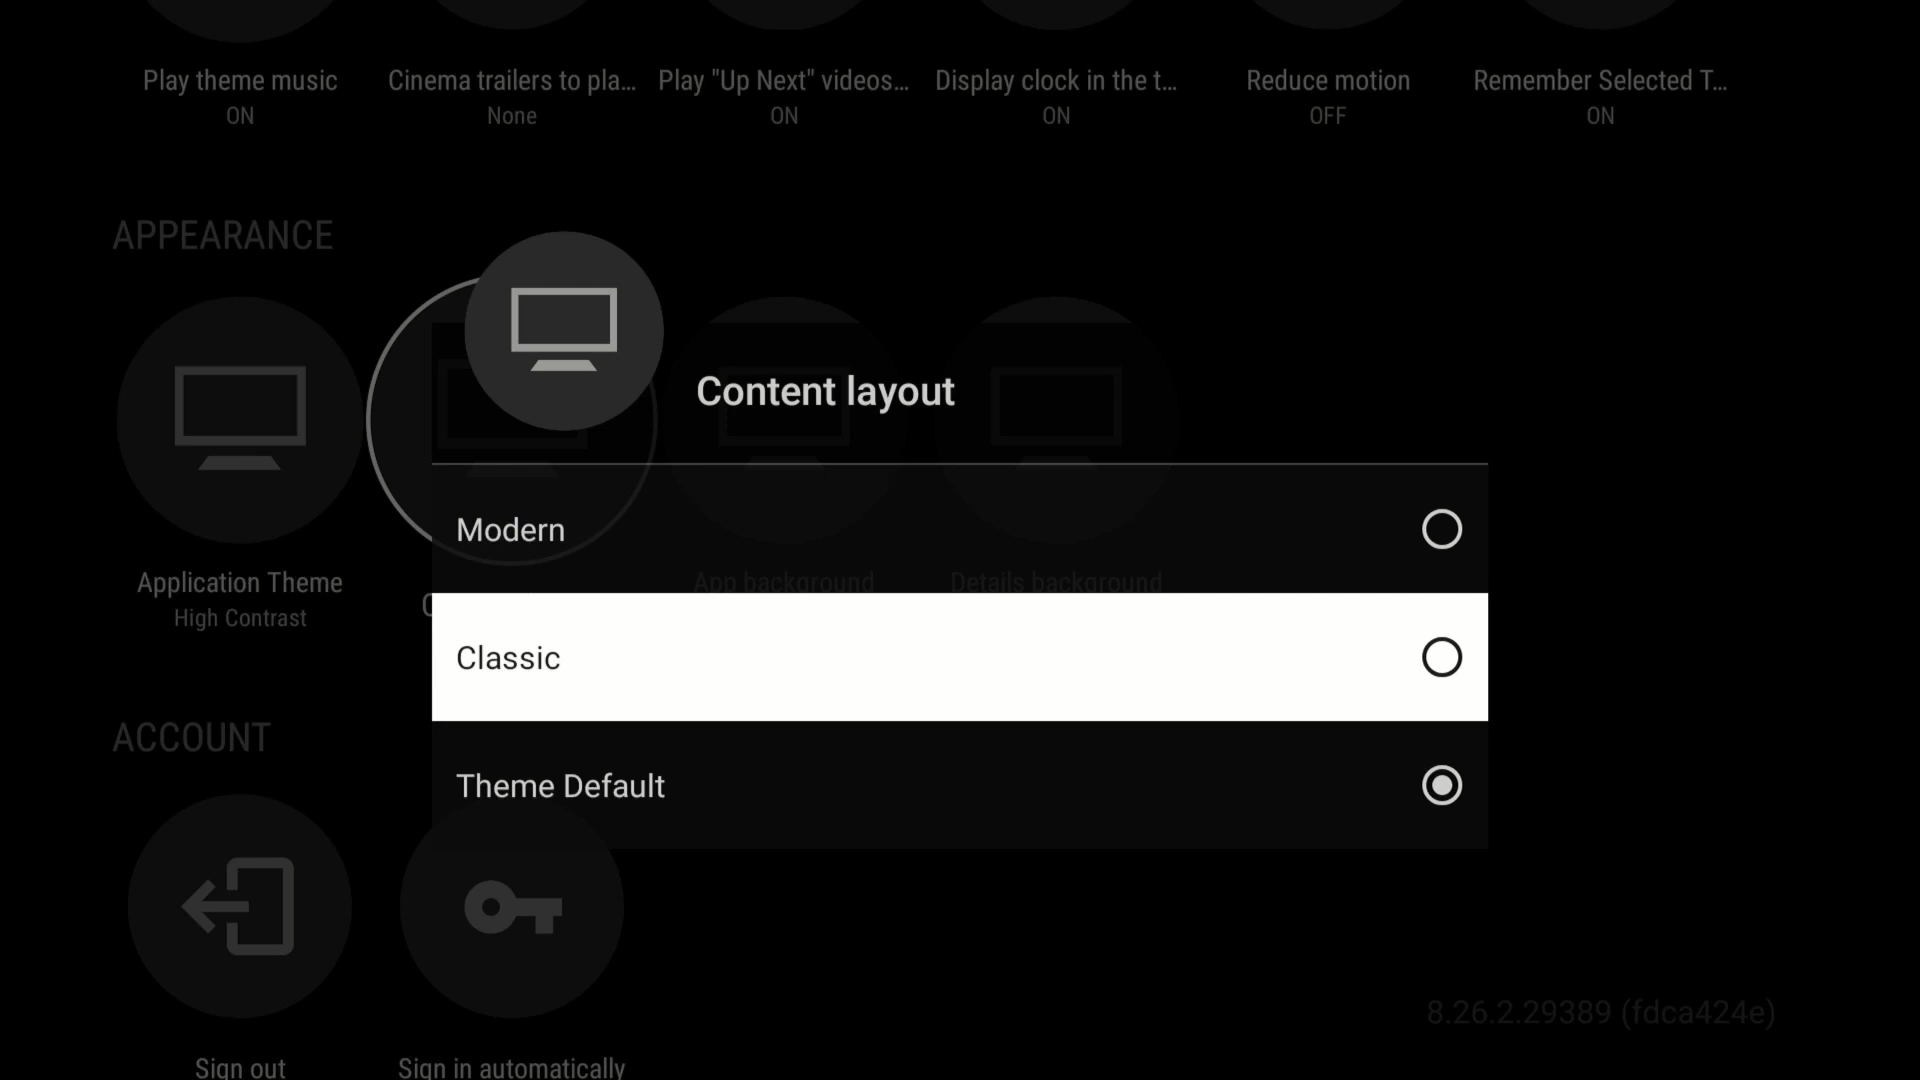 Play theme music
ON
Cinema trailers to pla...
None
Play "Up Next" videos...
ON
Display clock in the t...
ON
Reduce motion
OFF
Remember Selected T...
ON
APPEARANCE
Content layout
Modern
Classic
Theme Default
Application Theme
High Contrast
App background
Details background
ACCOUNT
Sign out
Sign in automatically
8.26.2.29389 (fdca424e)